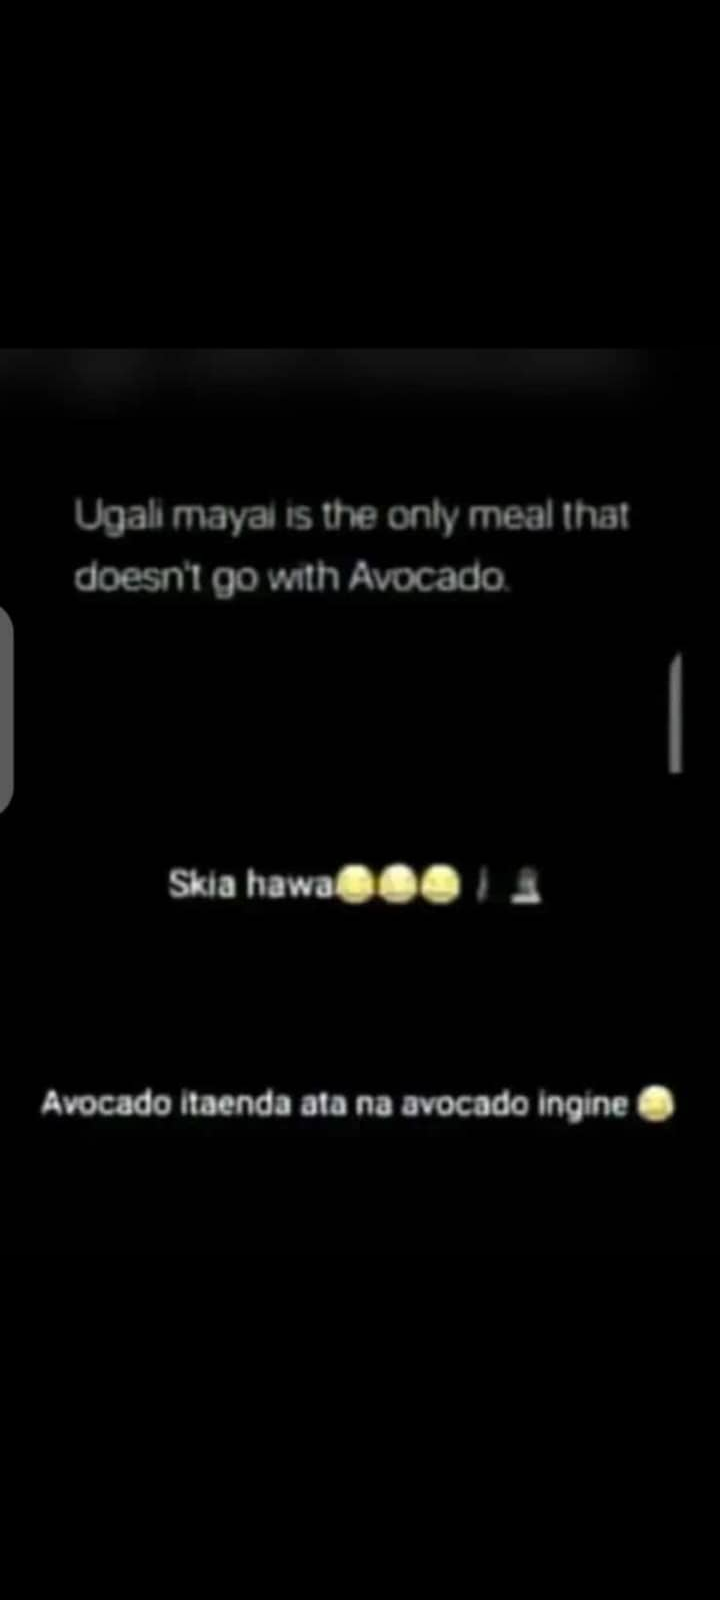 Ugali mayai is the only meal that
doesn't go with Avocado.
Skia hawa
Avocado itaenda ata na avocado ingine